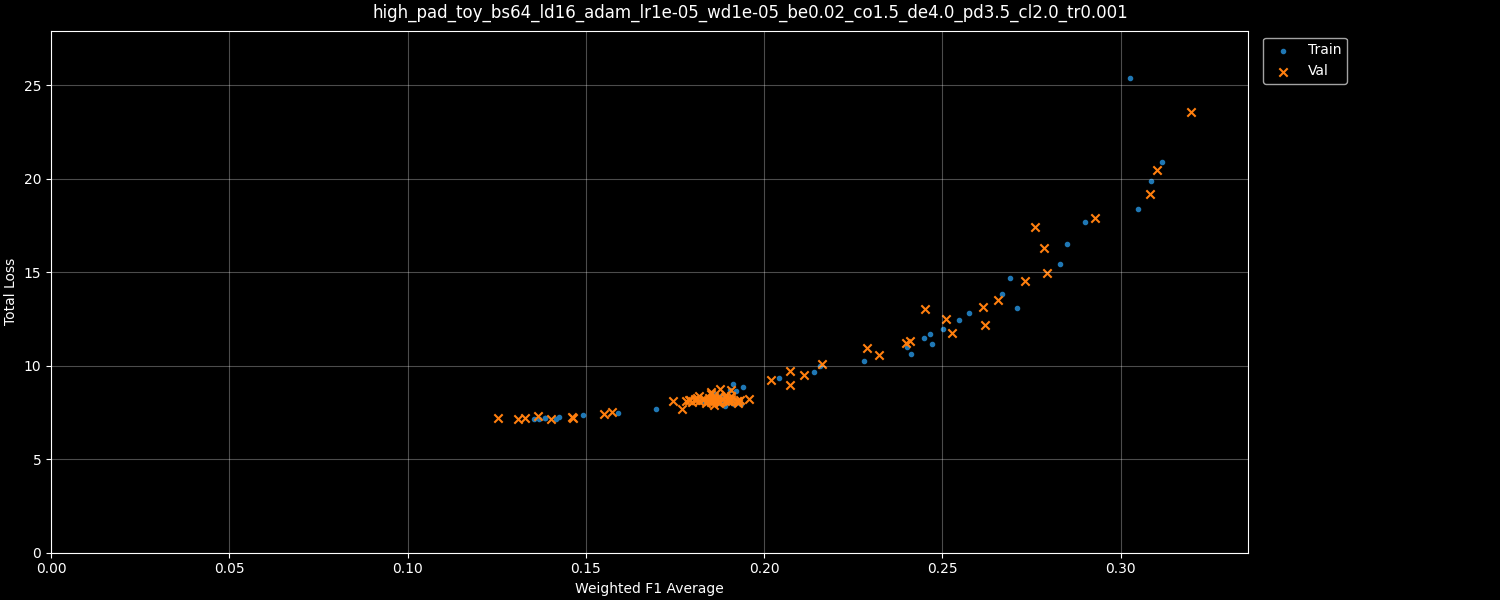 high_pad_toy_bs64_ld16_adam_lr1e-05_wd1e-05_be0.02_co1.5_de4.0_pd3.5_cl2.0_tr0.001
Train
Val
25
20
15
10
5
0
Total Loss
0.00 0.05 0.10 0.15 0.20 0.25 0.30
Weighted F1 Average